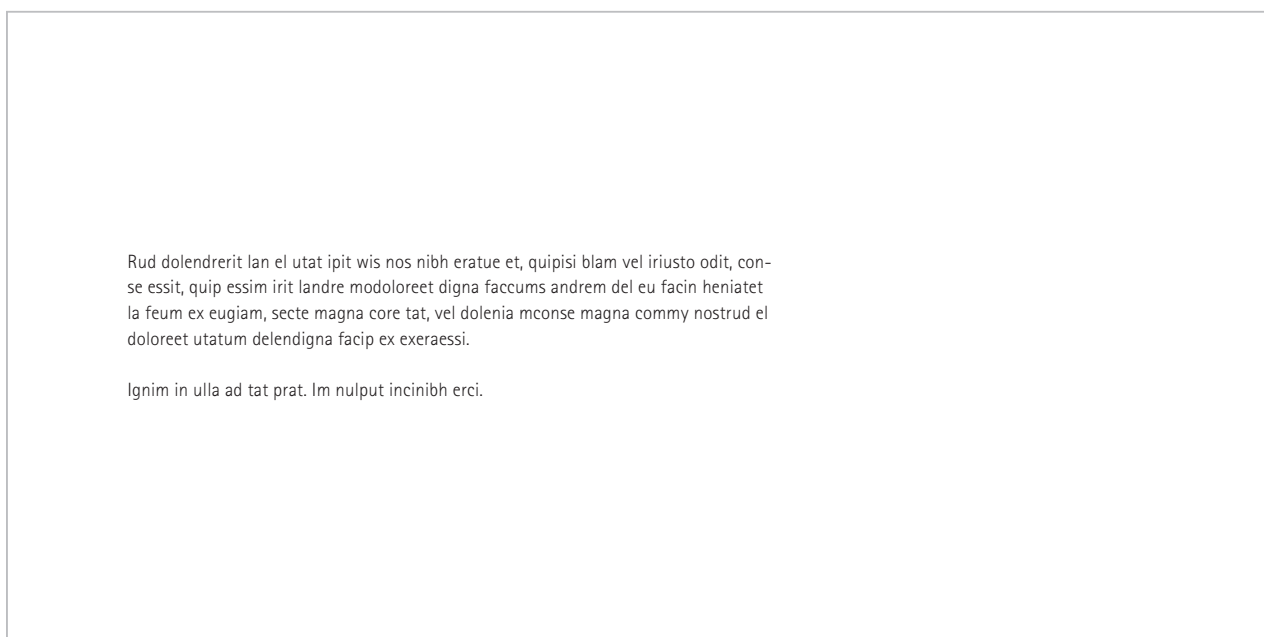 Rud dolendrerit lan el utat ipit wis nos nibh eratue et, quipisi blam vel iriusto odit, con-
se essit, quip essim irit landre modoloreet digna faccums andrem del eu facin heniatet
la feum ex eugiam, secte magna core tat, vel dolenia mconse magna commy nostrud el
doloreet utatum delendigna facip ex exeraessi.
Ignim in ulla ad tat prat. Im nulput incinibh erci.